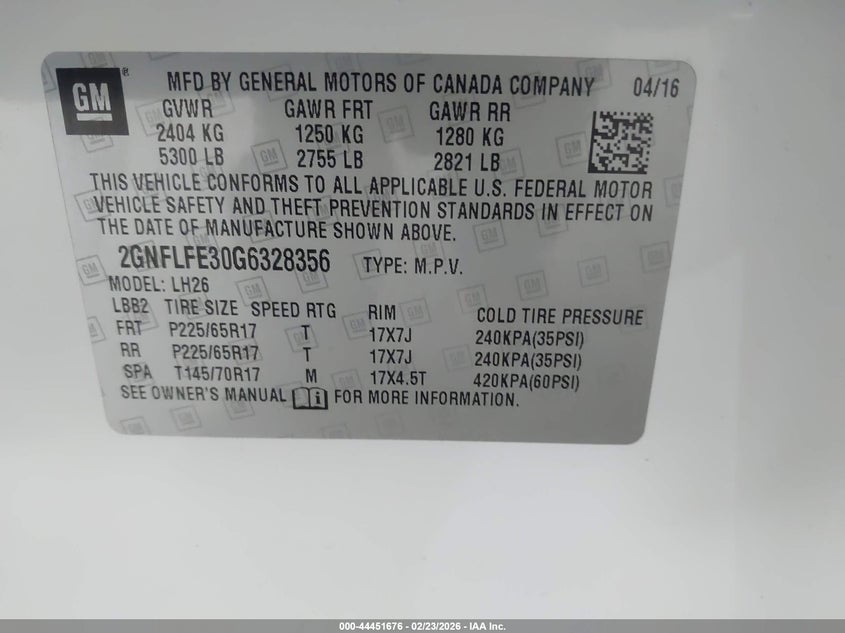 GM ® MFD BY GENERAL MOTORS OF CANADA COMPANY 04/16
GVWR GAWR FRT GAWR RR
2404 KG 1250 KG 1280 KG
5300 LB 2755 LB 2821 LB
THIS VEHICLE CONFORMS TO ALL APPLICABLE U.S. FEDERAL MOTOR
VEHICLE SAFETY AND THEFT PREVENTION STANDARDS IN EFFECT ON
THE DATE OF MANUFACTURE SHOWN ABOVE.
2GNFLFE30G6328356 TYPE: M.P.V.
MODEL: LH26
LBB2 TIRE SIZE SPEED RTG RIM COLD TIRE PRESSURE
FRT P225/65R17 T 17X7J 240KPA(35PSI)
RR P225/65R17 T 17X7J 240KPA(35PSI)
SPA T145/70R17 M 17X4.5T 420KPA(60PSI)
SEE OWNER'S MANUAL FOR MORE INFORMATION.
000-44451676 - 02/23/2026 - IAA Inc.